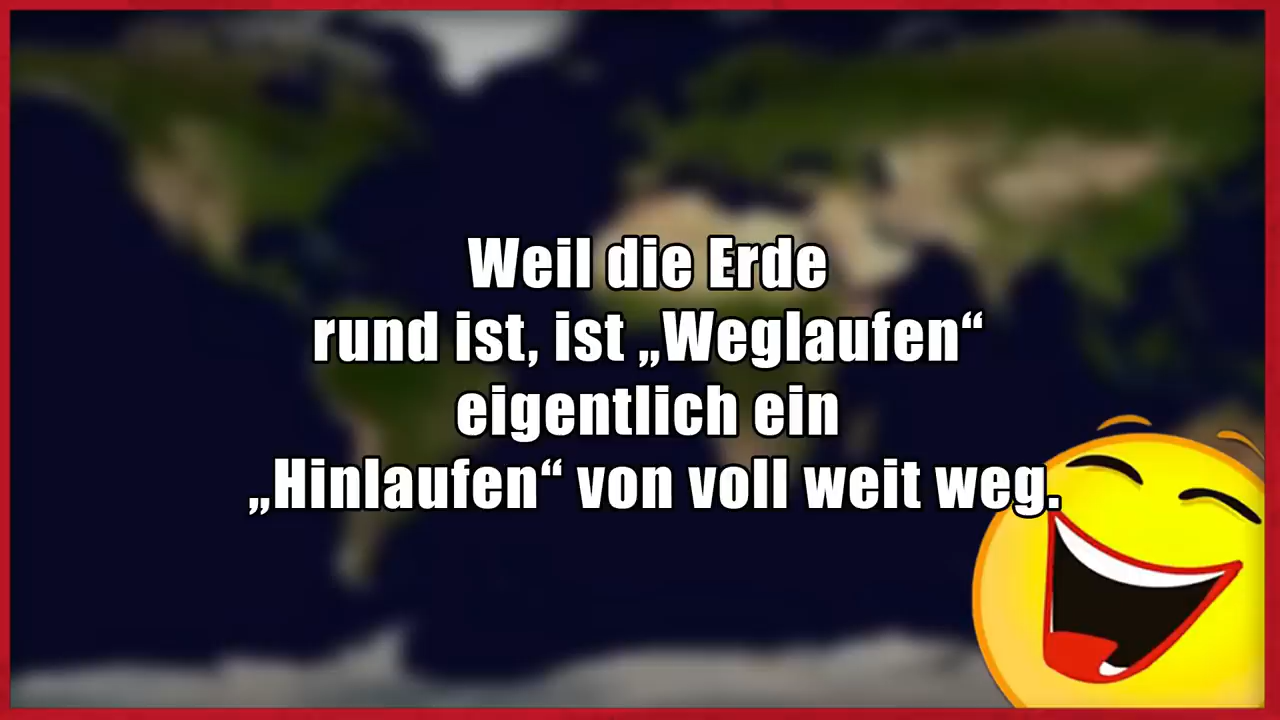 Weil die Erde
rund ist, ist „Weglaufen“
eigentlich ein
„Hinlaufen“ von voll weit weg.